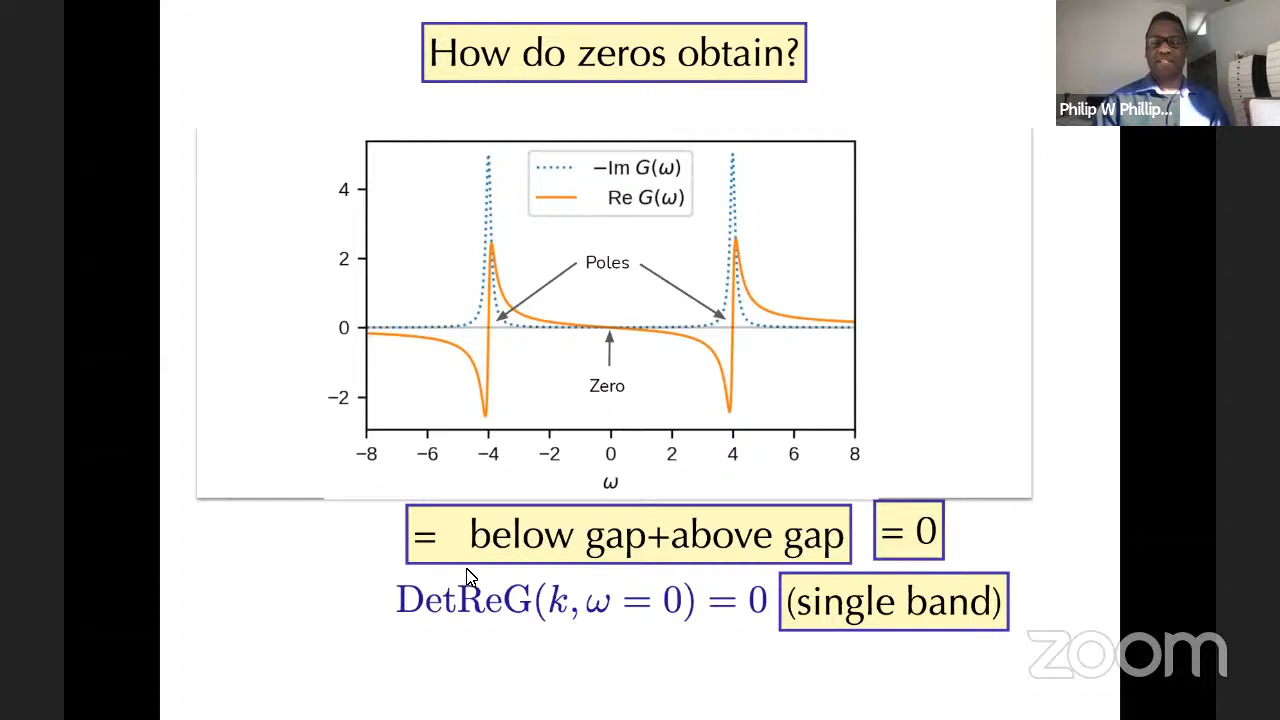 How do zeros obtain?
Philip W Phillip...
−Im G(ω)
Re G(ω)
4
2
0
−2
Poles
Zero
−8 −6 −4 −2 0 2 4 6 8
ω
= below gap+above gap = 0
DetReG(k, ω = 0) = 0 (single band)
zoom